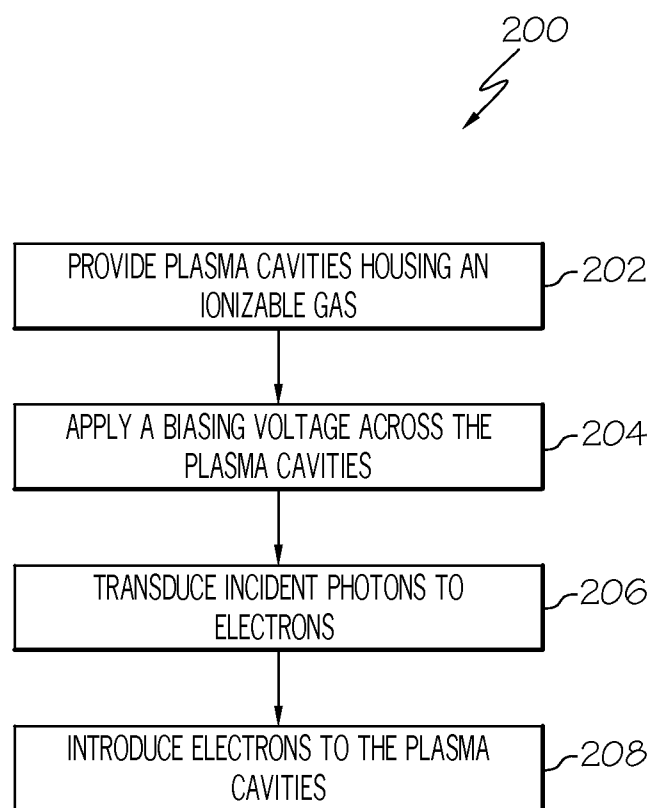 200
PROVIDE PLASMA CAVITIES HOUSING AN
IONIZABLE GAS
202
APPLY A BIASING VOLTAGE ACROSS THE
PLASMA CAVITIES
204
TRANSDUCE INCIDENT PHOTONS TO
ELECTRONS
206
INTRODUCE ELECTRONS TO THE PLASMA
CAVITIES
208